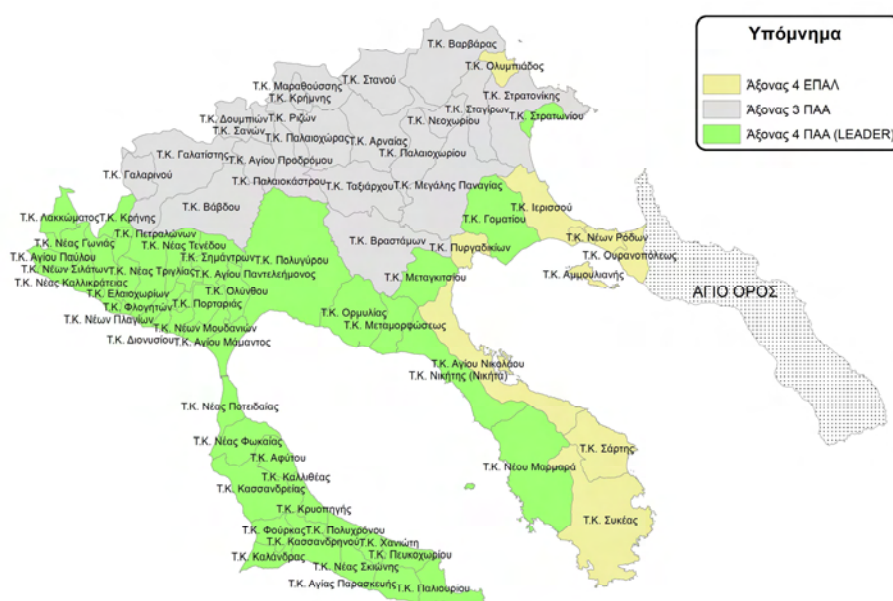 Υπόμνημα
Άξονας 4 ΕΠΑΛ
Άξονας 3 ΠΑΑ
Άξονας 4 ΠΑΑ (LEADER)
Τ.Κ. Βαρβάρας
Τ.Κ. Ολυμπιάδος
Τ.Κ. Στανού
Τ.Κ. Μαραθούσσης
Τ.Κ. Κρήμνης
Τ.Κ. Στρατονίκης
Τ.Κ. Σταγίρων
Τ.Κ. Στρατωνίου
Τ.Κ. Δουμπιών
Τ.Κ. Ριζών
Τ.Κ. Νεοχωρίου
Τ.Κ. Σανών
Τ.Κ. Παλαιοχώρας
Τ.Κ. Αρναίας
Τ.Κ. Παλαιοχωρίου
Τ.Κ. Γαλατίστης
Τ.Κ. Αγίου Προδρόμου
Τ.Κ. Γαλαρινού
Τ.Κ. Παλαιοκάστρου
Τ.Κ. Ταξιάρχου
Τ.Κ. Μεγάλης Παναγίας
Τ.Κ. Βάβδου
Τ.Κ. Ιερισσού
Τ.Κ. Γοματίου
Τ.Κ. Λακκώματος
Τ.Κ. Κρήνης
Τ.Κ. Πετραλώνων
Τ.Κ. Βραστάμων
Τ.Κ. Πυργαδικίων
Τ.Κ. Νέων Ρόδων
Τ.Κ. Ουρανοπόλεως
Τ.Κ. Νέας Γωνιάς
Τ.Κ. Νέας Τενέδου
Τ.Κ. Αγίου Παύλου
Τ.Κ. Σημάντρων
Τ.Κ. Πολυγύρου
Τ.Κ. Νέων Σιλάτων
Τ.Κ. Νέας Τρίγλιας
Τ.Κ. Αγίου Παντελεήμονος
Τ.Κ. Μεταγκιτσίου
Τ.Κ. Αμμουλιανής
Τ.Κ. Νέας Καλλικράτειας
Τ.Κ. Ελαιοχωρίων
Τ.Κ. Ολύνθου
ΑΓΙΟ ΟΡΟΣ
Τ.Κ. Φλογητών
Τ.Κ. Πορταριάς
Τ.Κ. Ορμυλίας
Τ.Κ. Νέων Πλαγίων
Τ.Κ. Νέων Μουδανιών
Τ.Κ. Μεταμορφώσεως
Τ.Κ. Διονυσίου
Τ.Κ. Αγίου Μάμαντος
Τ.Κ. Αγίου Νικολάου
Τ.Κ. Νικήτης (Νικήτα)
Τ.Κ. Νέας Ποτειδαίας
Τ.Κ. Νέας Φωκαίας
Τ.Κ. Σάρτης
Τ.Κ. Αφύτου
Τ.Κ. Νέου Μαρμαρά
Τ.Κ. Καλλιθέας
Τ.Κ. Κασσανδρείας
Τ.Κ. Κρυοπηγής
Τ.Κ. Συκέας
Τ.Κ. Φούρκας
Τ.Κ. Πολυχρόνου
Τ.Κ. Κασσανδρηνού
Τ.Κ. Χανιώτη
Τ.Κ. Καλάνδρας
Τ.Κ. Πευκοχωρίου
Τ.Κ. Νέας Σκιώνης
Τ.Κ. Αγίας Παρασκευής
Τ.Κ. Παλιουρίου